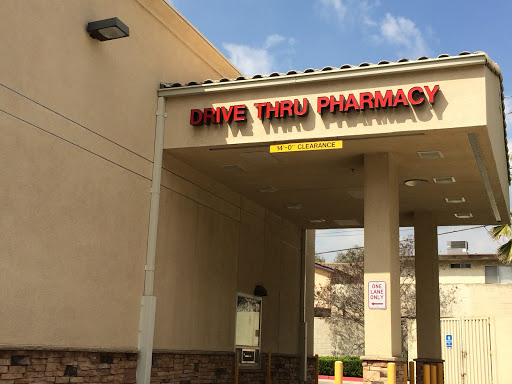 DRIVE THRU PHARMACY
14'-0" CLEARANCE
ONE
LANE
ONLY